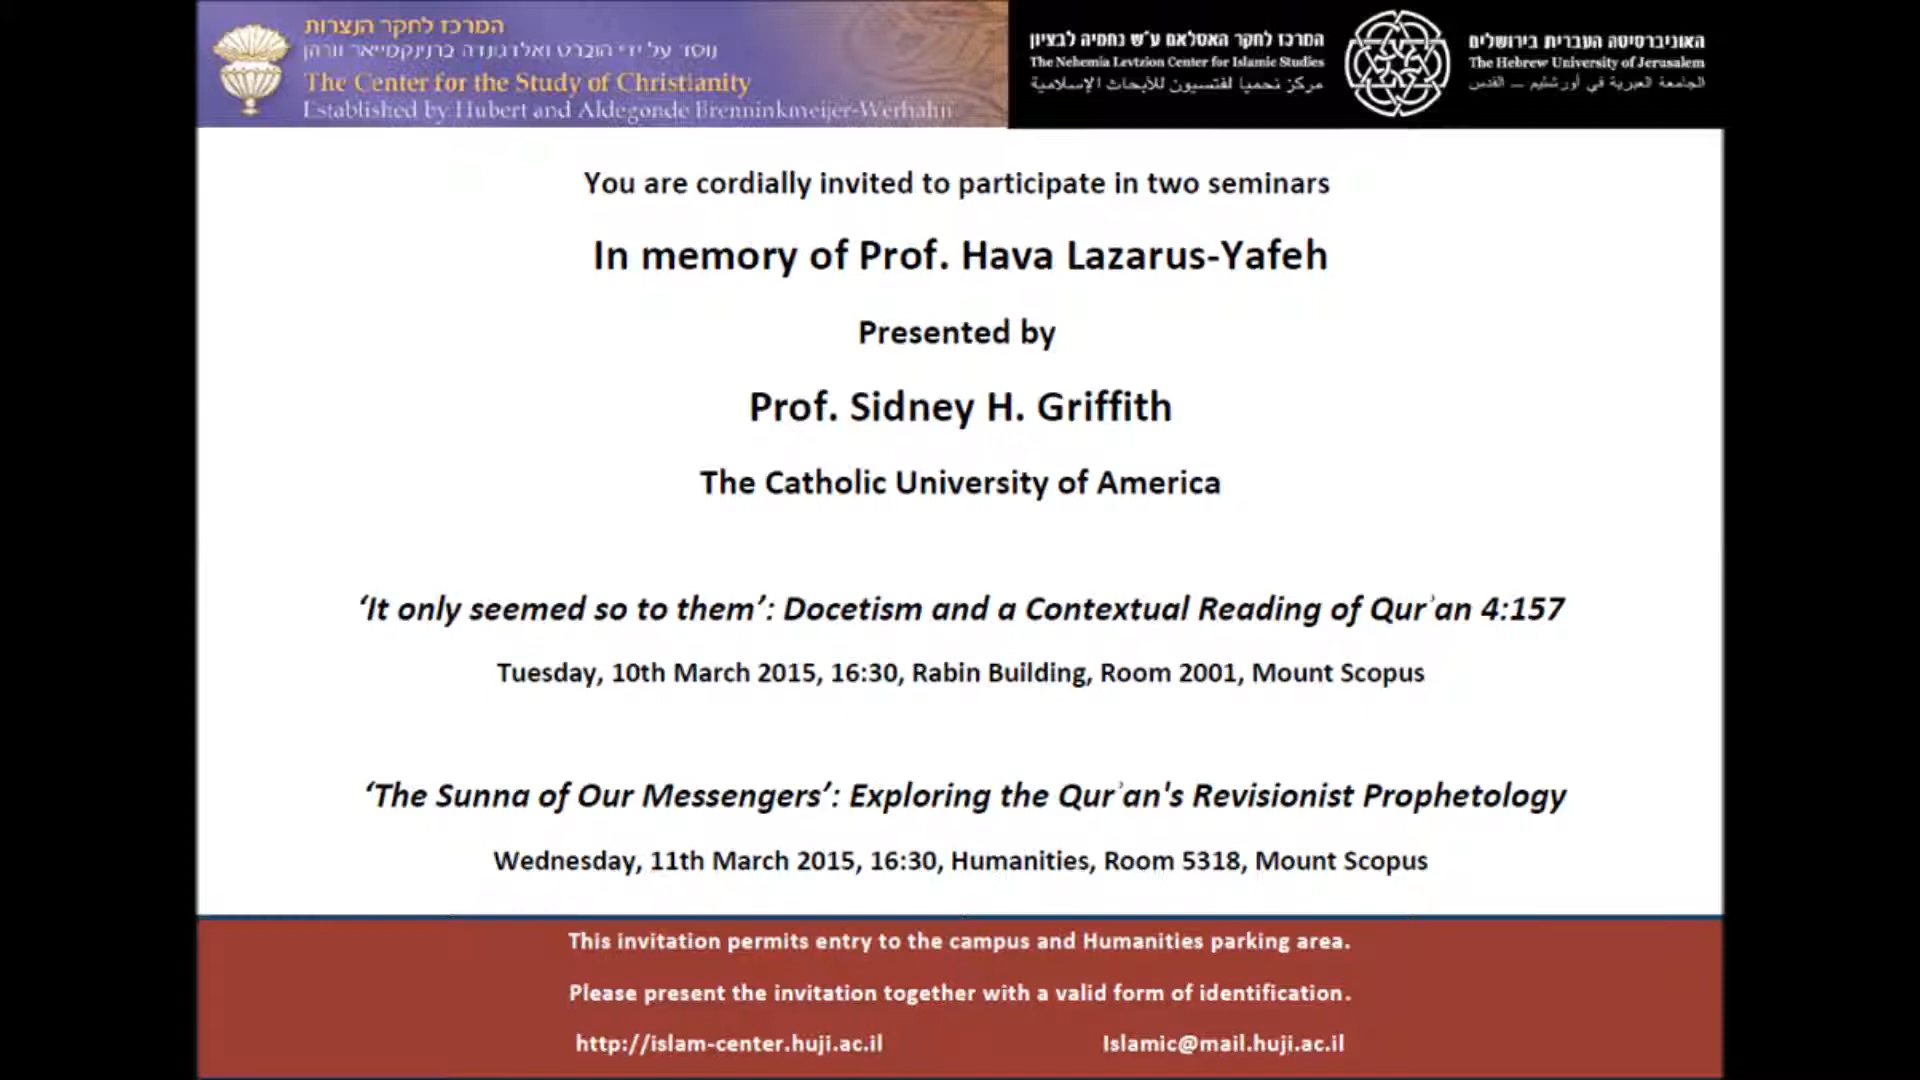 המרכז לחקר הנצרות
נוסד על ידי הוברט ואלדגונדה ברנינקמייאר וורהן
The Center for the Study of Christianity
Established by Hubert and Aldegonde Brenninkmeijer-Werhahn
המרכז לחקר האסלאם ע״ש נחמיה לבציון
The Nehemia Levtzion Center for Islamic Studies
مركز نحميا لفتسيون للأبحاث الإسلامية
האוניברסיטה העברית בירושלים
The Hebrew University of Jerusalem
الجامعة العبرية في أورشليم — القدس
You are cordially invited to participate in two seminars
In memory of Prof. Hava Lazarus-Yafeh
Presented by
Prof. Sidney H. Griffith
The Catholic University of America
‘It only seemed so to them’: Docetism and a Contextual Reading of Qurʾan 4:157
Tuesday, 10th March 2015, 16:30, Rabin Building, Room 2001, Mount Scopus
‘The Sunna of Our Messengers’: Exploring the Qurʾan's Revisionist Prophetology
Wednesday, 11th March 2015, 16:30, Humanities, Room 5318, Mount Scopus
This invitation permits entry to the campus and Humanities parking area.
Please present the invitation together with a valid form of identification.
http://islam-center.huji.ac.il Islamic@mail.huji.ac.il